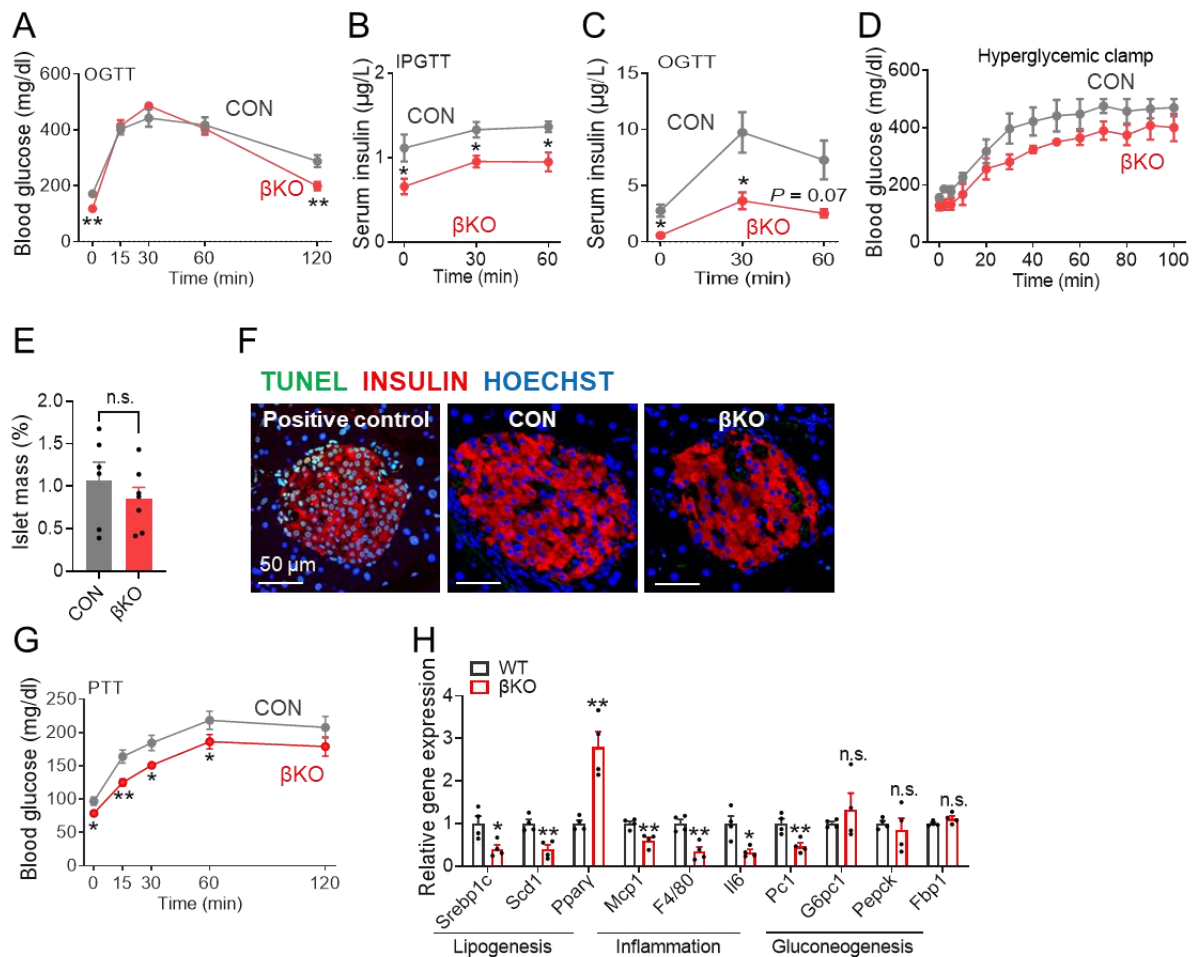 A
Blood glucose (mg/dl)
OGTT
600
400
200
0
CON
βKO
**
**
0 15 30 60 120
Time (min)
B
Serum insulin (µg/L)
IPGTT
2
1
0
CON
*
*
*
βKO
0 30 60
Time (min)
C
Serum insulin (µg/L)
OGTT
15
10
5
0
CON
*
*
P = 0.07
βKO
0 30 60
Time (min)
D
Blood glucose (mg/dl)
Hyperglycemic clamp
600
400
200
0
CON
βKO
0 20 40 60 80 100
Time (min)
E
Islet mass (%)
n.s.
2.0
1.5
1.0
0.5
0
CON
βKO
F
TUNEL INSULIN HOECHST
Positive control
CON
βKO
50 µm
G
Blood glucose (mg/dl)
PTT
250
200
150
100
50
0
CON
βKO
*
**
*
*
0 15 30 60 120
Time (min)
H
WT
βKO
Relative gene expression
4
3
2
1
0
*
**
**
**
**
*
**
n.s.
n.s.
n.s.
Srebp1c
Scd1
Pparγ
Mcp1
F4/80
Il6
Pc1
G6pc1
Pepck
Fbp1
Lipogenesis
Inflammation
Gluconeogenesis